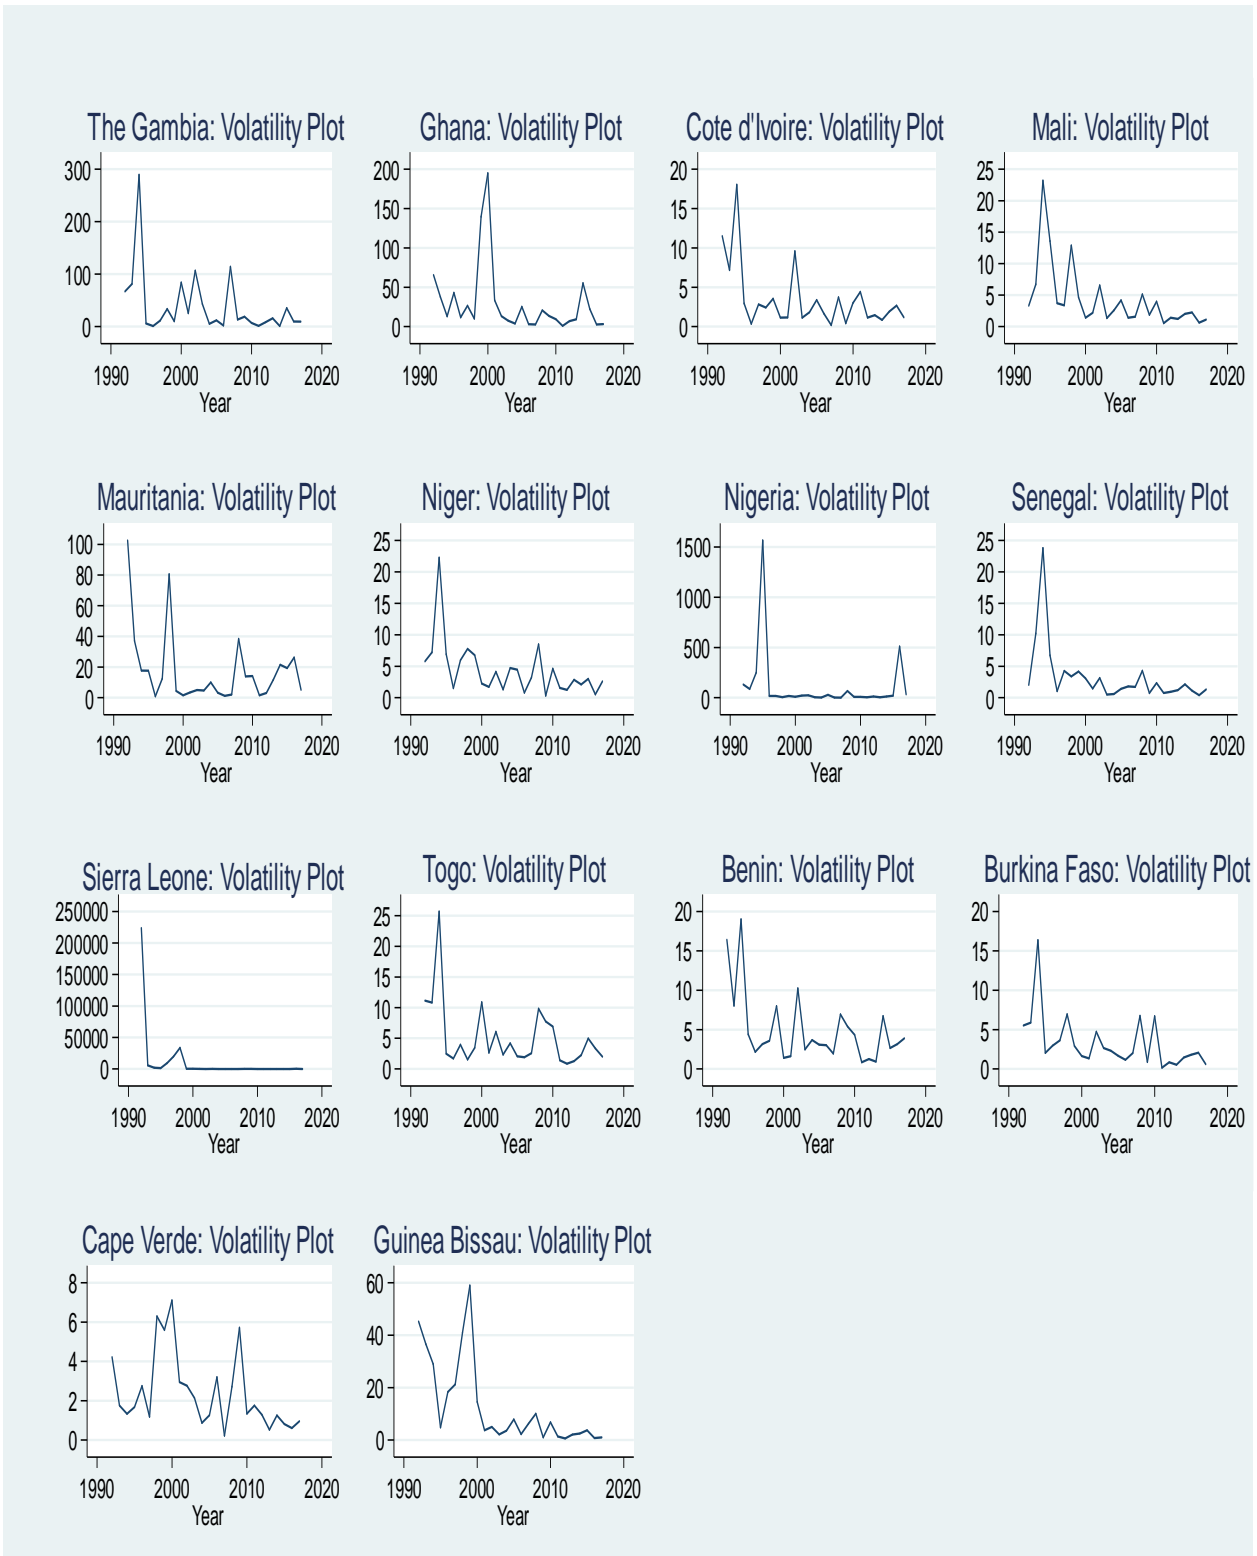 The Gambia: Volatility Plot
300
200
100
0
1990 2000 2010 2020
Year
Ghana: Volatility Plot
200
150
100
50
0
1990 2000 2010 2020
Year
Cote d'Ivoire: Volatility Plot
20
15
10
5
0
1990 2000 2010 2020
Year
Mali: Volatility Plot
25
20
15
10
5
0
1990 2000 2010 2020
Year
Mauritania: Volatility Plot
100
80
60
40
20
0
1990 2000 2010 2020
Year
Niger: Volatility Plot
25
20
15
10
5
0
1990 2000 2010 2020
Year
Nigeria: Volatility Plot
1500
1000
500
0
1990 2000 2010 2020
Year
Senegal: Volatility Plot
25
20
15
10
5
0
1990 2000 2010 2020
Year
Sierra Leone: Volatility Plot
250000
200000
150000
100000
50000
0
1990 2000 2010 2020
Year
Togo: Volatility Plot
25
20
15
10
5
0
1990 2000 2010 2020
Year
Benin: Volatility Plot
20
15
10
5
0
1990 2000 2010 2020
Year
Burkina Faso: Volatility Plot
20
15
10
5
0
1990 2000 2010 2020
Year
Cape Verde: Volatility Plot
8
6
4
2
0
1990 2000 2010 2020
Year
Guinea Bissau: Volatility Plot
60
40
20
0
1990 2000 2010 2020
Year